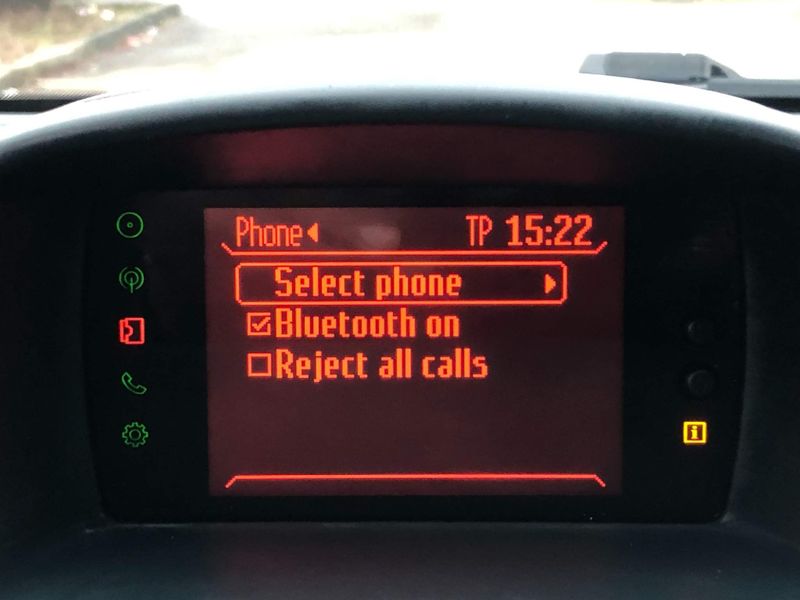 Phone TP 15:22
Select phone
Bluetooth on
Reject all calls
i